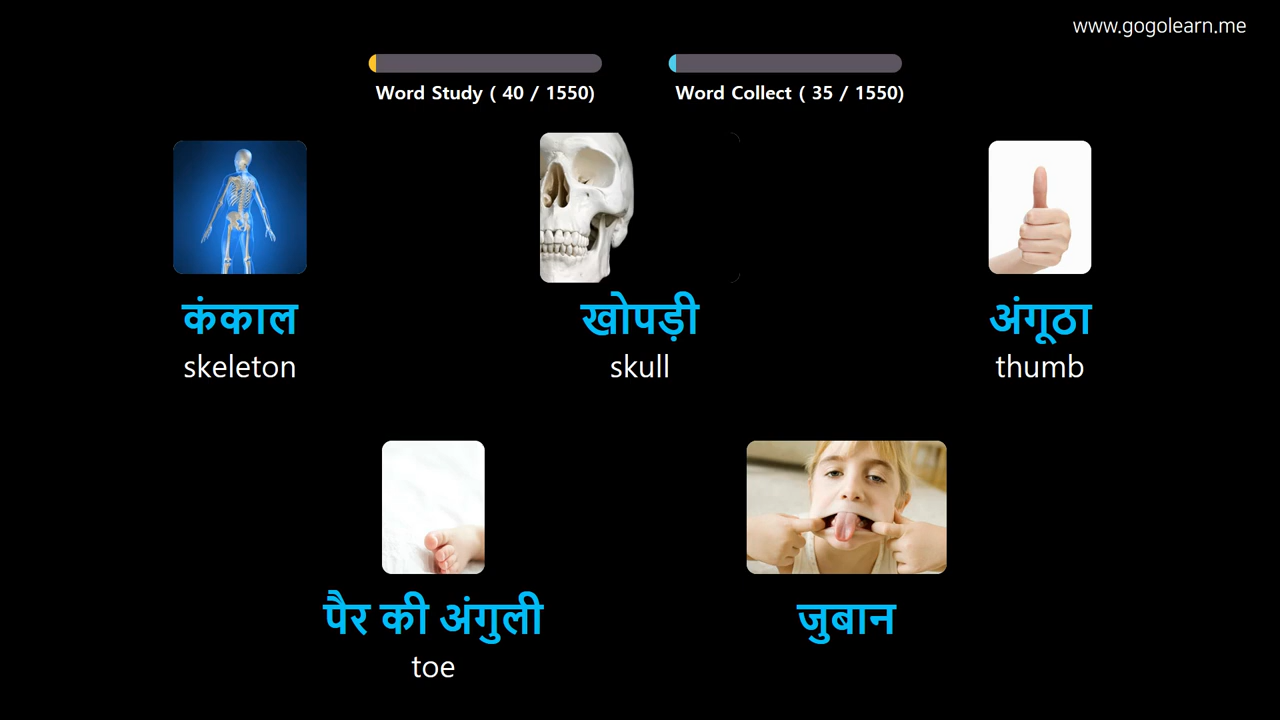 www.gogolearn.me
Word Study ( 40 / 1550)
Word Collect ( 35 / 1550)
कंकाल
skeleton
खोपड़ी
skull
अंगूठा
thumb
पैर की अंगुली
toe
जुबान